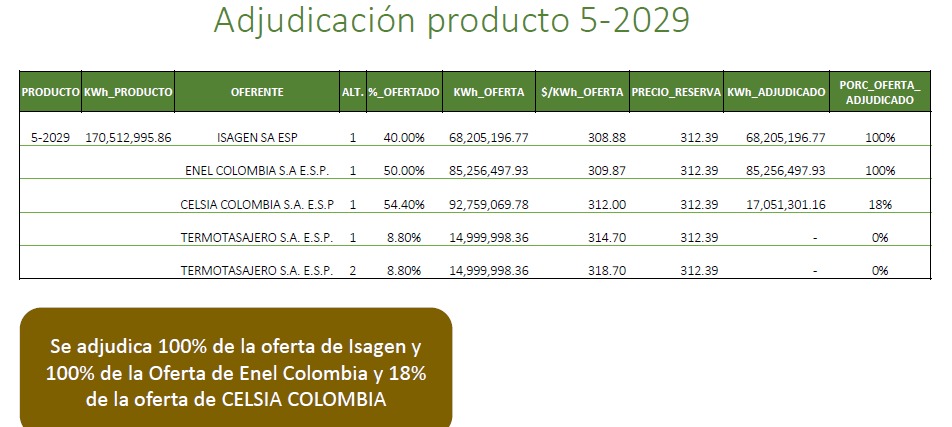 Adjudicación producto 5-2029
PRODUCTO KWh_PRODUCTO OFERENTE ALT. %_OFERTADO KWh_OFERTA $/KWh_OFERTA PRECIO_RESERVA KWh_ADJUDICADO PORC_OFERTA_
ADJUDICADO
5-2029 170,512,995.86 ISAGEN SA ESP 1 40.00% 68,205,196.77 308.88 312.39 68,205,196.77 100%
ENEL COLOMBIA S.A E.S.P. 1 50.00% 85,256,497.93 309.87 312.39 85,256,497.93 100%
CELSIA COLOMBIA S.A. E.S.P 1 54.40% 92,759,069.78 312.00 312.39 17,051,301.16 18%
TERMOTASAJERO S.A. E.S.P. 1 8.80% 14,999,998.36 314.70 312.39 - 0%
TERMOTASAJERO S.A. E.S.P. 2 8.80% 14,999,998.36 318.70 312.39 - 0%
Se adjudica 100% de la oferta de Isagen y
100% de la Oferta de Enel Colombia y 18%
de la oferta de CELSIA COLOMBIA